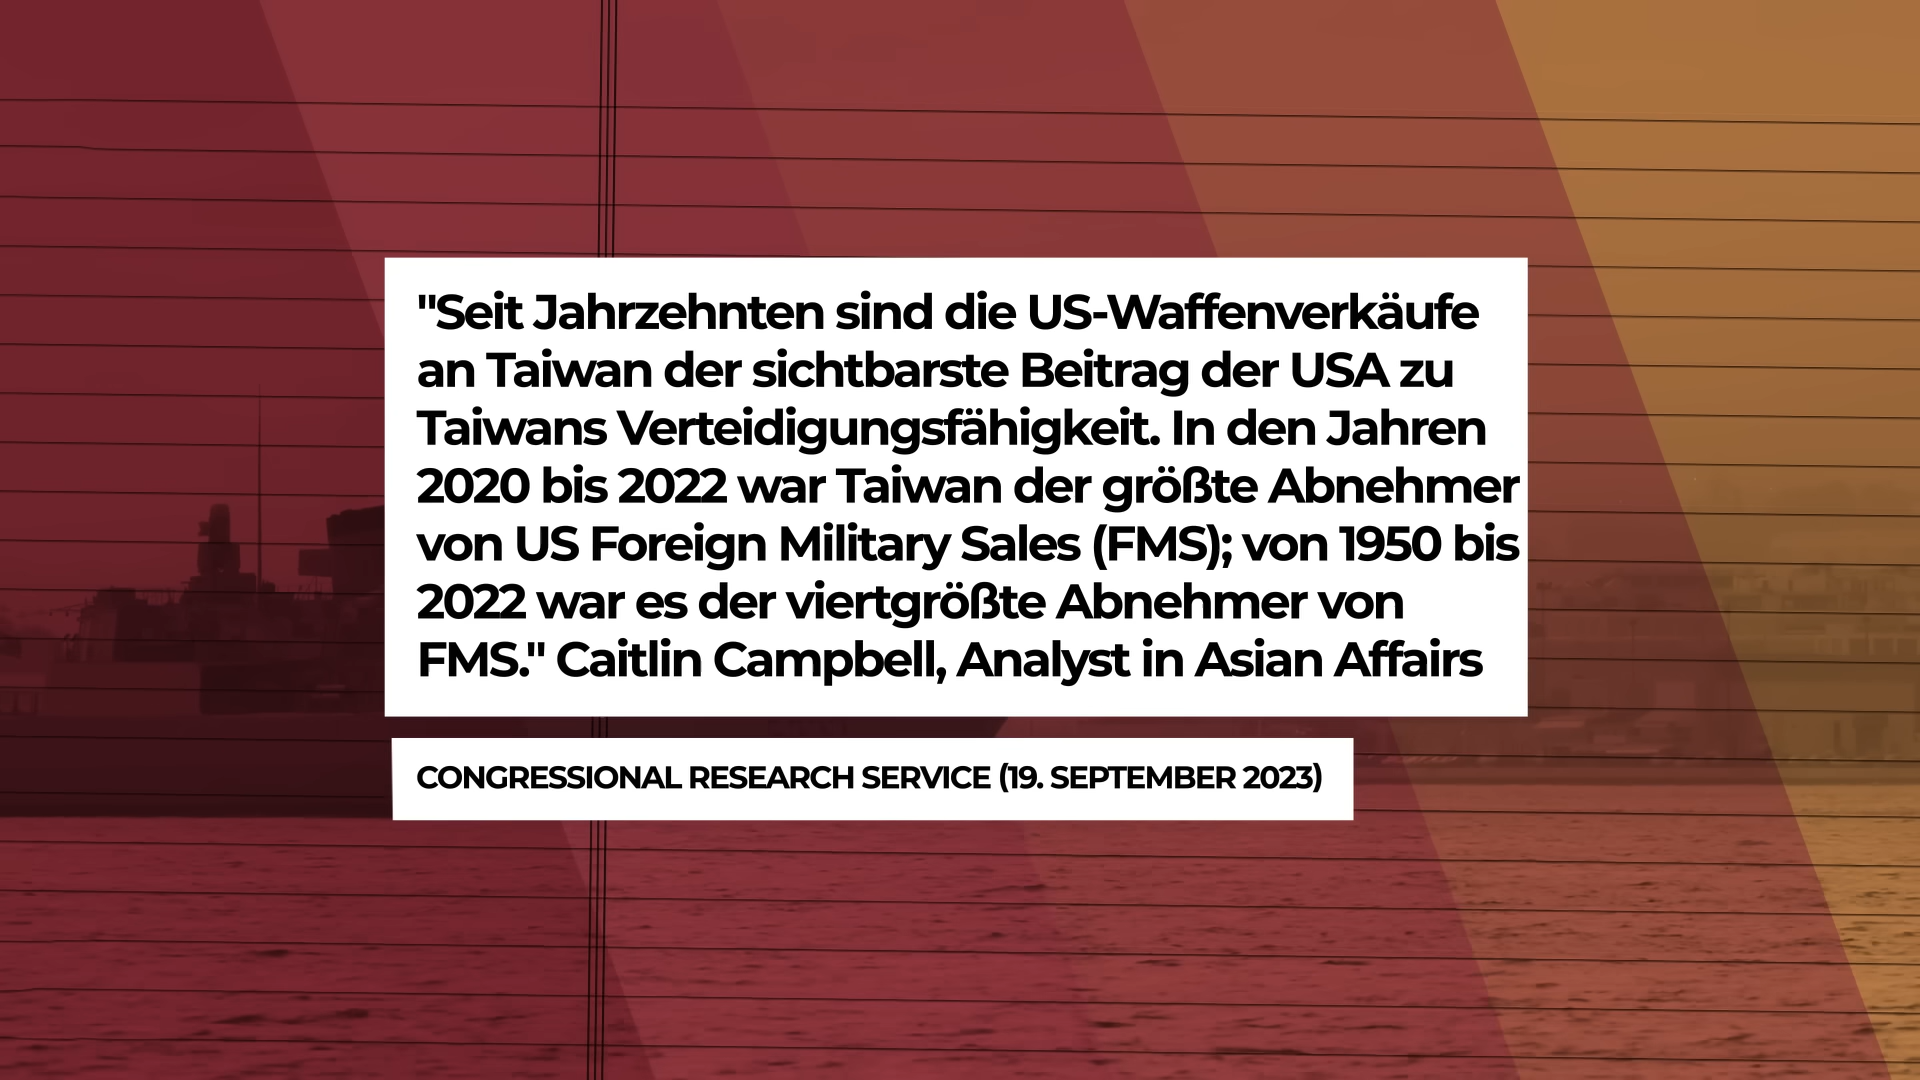 "Seit Jahrzehnten sind die US-Waffenverkäufe
an Taiwan der sichtbarste Beitrag der USA zu
Taiwans Verteidigungsfähigkeit. In den Jahren
2020 bis 2022 war Taiwan der größte Abnehmer
von US Foreign Military Sales (FMS); von 1950 bis
2022 war es der viertgrößte Abnehmer von
FMS." Caitlin Campbell, Analyst in Asian Affairs
CONGRESSIONAL RESEARCH SERVICE (19. SEPTEMBER 2023)